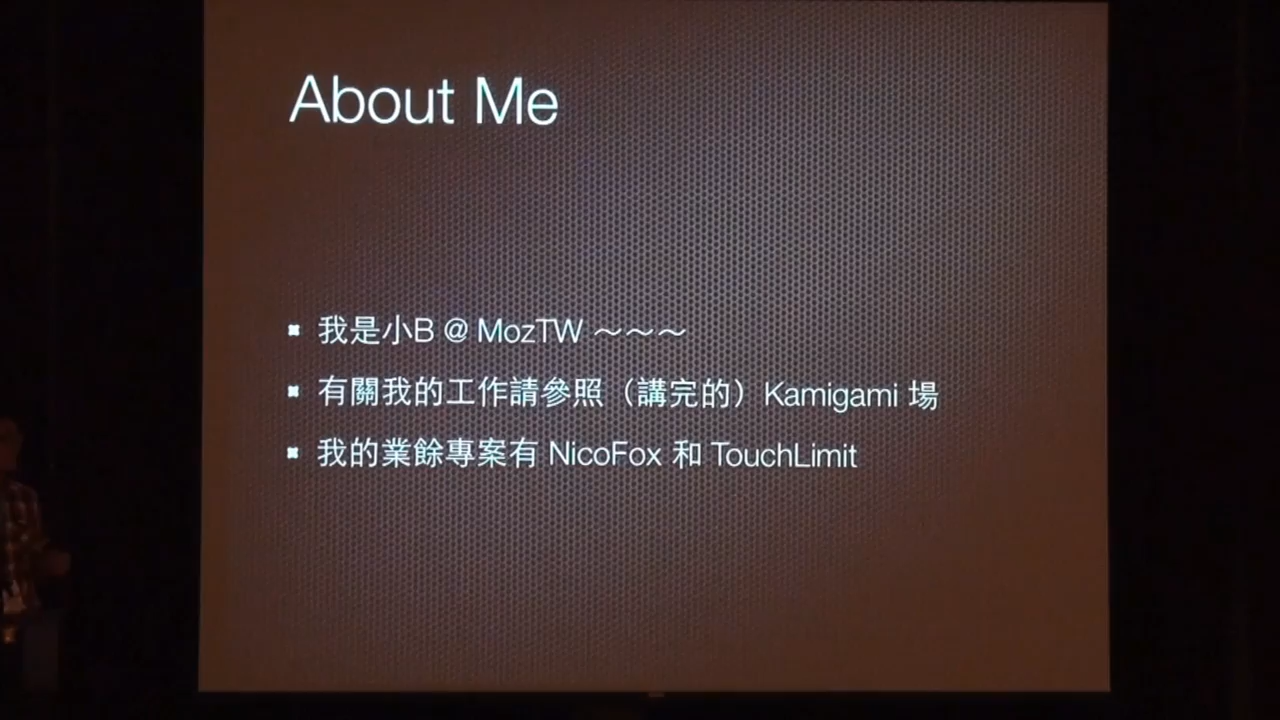 About Me
我是小B @ MozTW ～～～
有關我的工作請參照（講完的）Kamigami 場
我的業餘專案有 NicoFox 和 TouchLimit